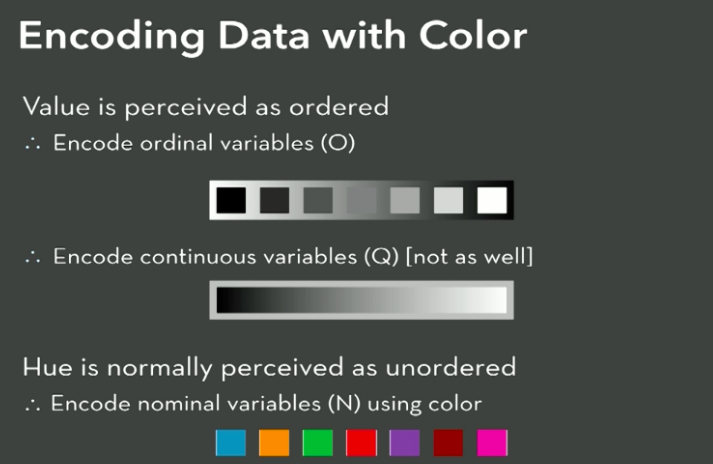 Encoding Data with Color
Value is perceived as ordered
∴ Encode ordinal variables (O)
∴ Encode continuous variables (Q) [not as well]
Hue is normally perceived as unordered
∴ Encode nominal variables (N) using color